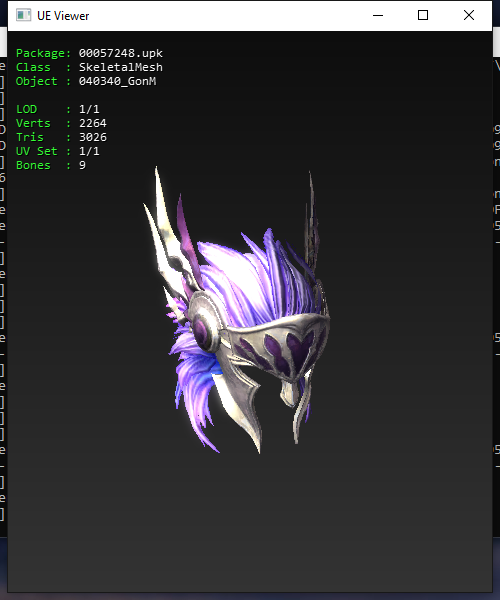 UE Viewer
Package: 00057248.upk
Class  : SkeletalMesh
Object : 040340_GonM
LOD    : 1/1
Verts  : 2264
Tris   : 3026
UV Set : 1/1
Bones  : 9